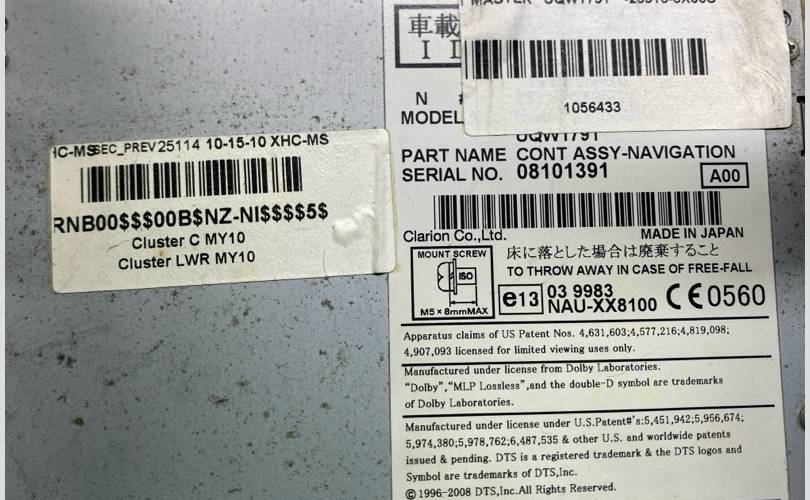 1056433
車載
N
MODEL
UQW1791
PART NAME CONT ASSY-NAVIGATION
SERIAL NO. 08101391
A00
Clarion Co.,Ltd. MADE IN JAPAN
MOUNT SCREW
ISO
M5×8mmMAX
床に落とした場合は廃棄すること
TO THROW AWAY IN CASE OF FREE-FALL
e13 03 9983
NAU-XX8100 CE0560
Apparatus claims of US Patent Nos. 4,631,603;4,577,216;4,819,098;
4,907,093 licensed for limited viewing uses only.
Manufactured under license from Dolby Laboratories.
“Dolby”,“MLP Lossless”,and the double-D symbol are trademarks
of Dolby Laboratories.
Manufactured under license under U.S.Patent#'s:5,451,942;5,956,674;
5,974,380;5,978,762;6,487,535 & other U.S. and worldwide patents
issued & pending. DTS is a registered trademark & the DTS logos and
Symbol are trademarks of DTS,Inc.
©1996-2008 DTS,Inc.All Rights Reserved.
SEC_PREV25114 10-15-10 XHC-MS
RNB00$$$00B$NZ-NI$$$$5$
Cluster C MY10
Cluster LWR MY10